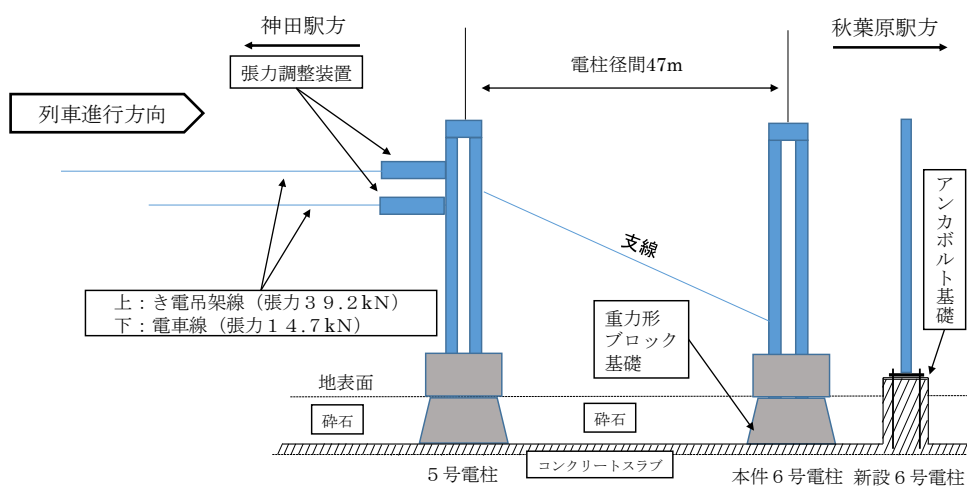 神田駅方
秋葉原駅方
張力調整装置
電柱径間47m
列車進行方向
アンカボルト基礎
支線
上：き電吊架線（張力３９.２kN）
下：電車線（張力１４.７kN）
重力形
ブロック
基礎
地表面
砕石
砕石
コンクリートスラブ
５号電柱
本件６号電柱
新設６号電柱